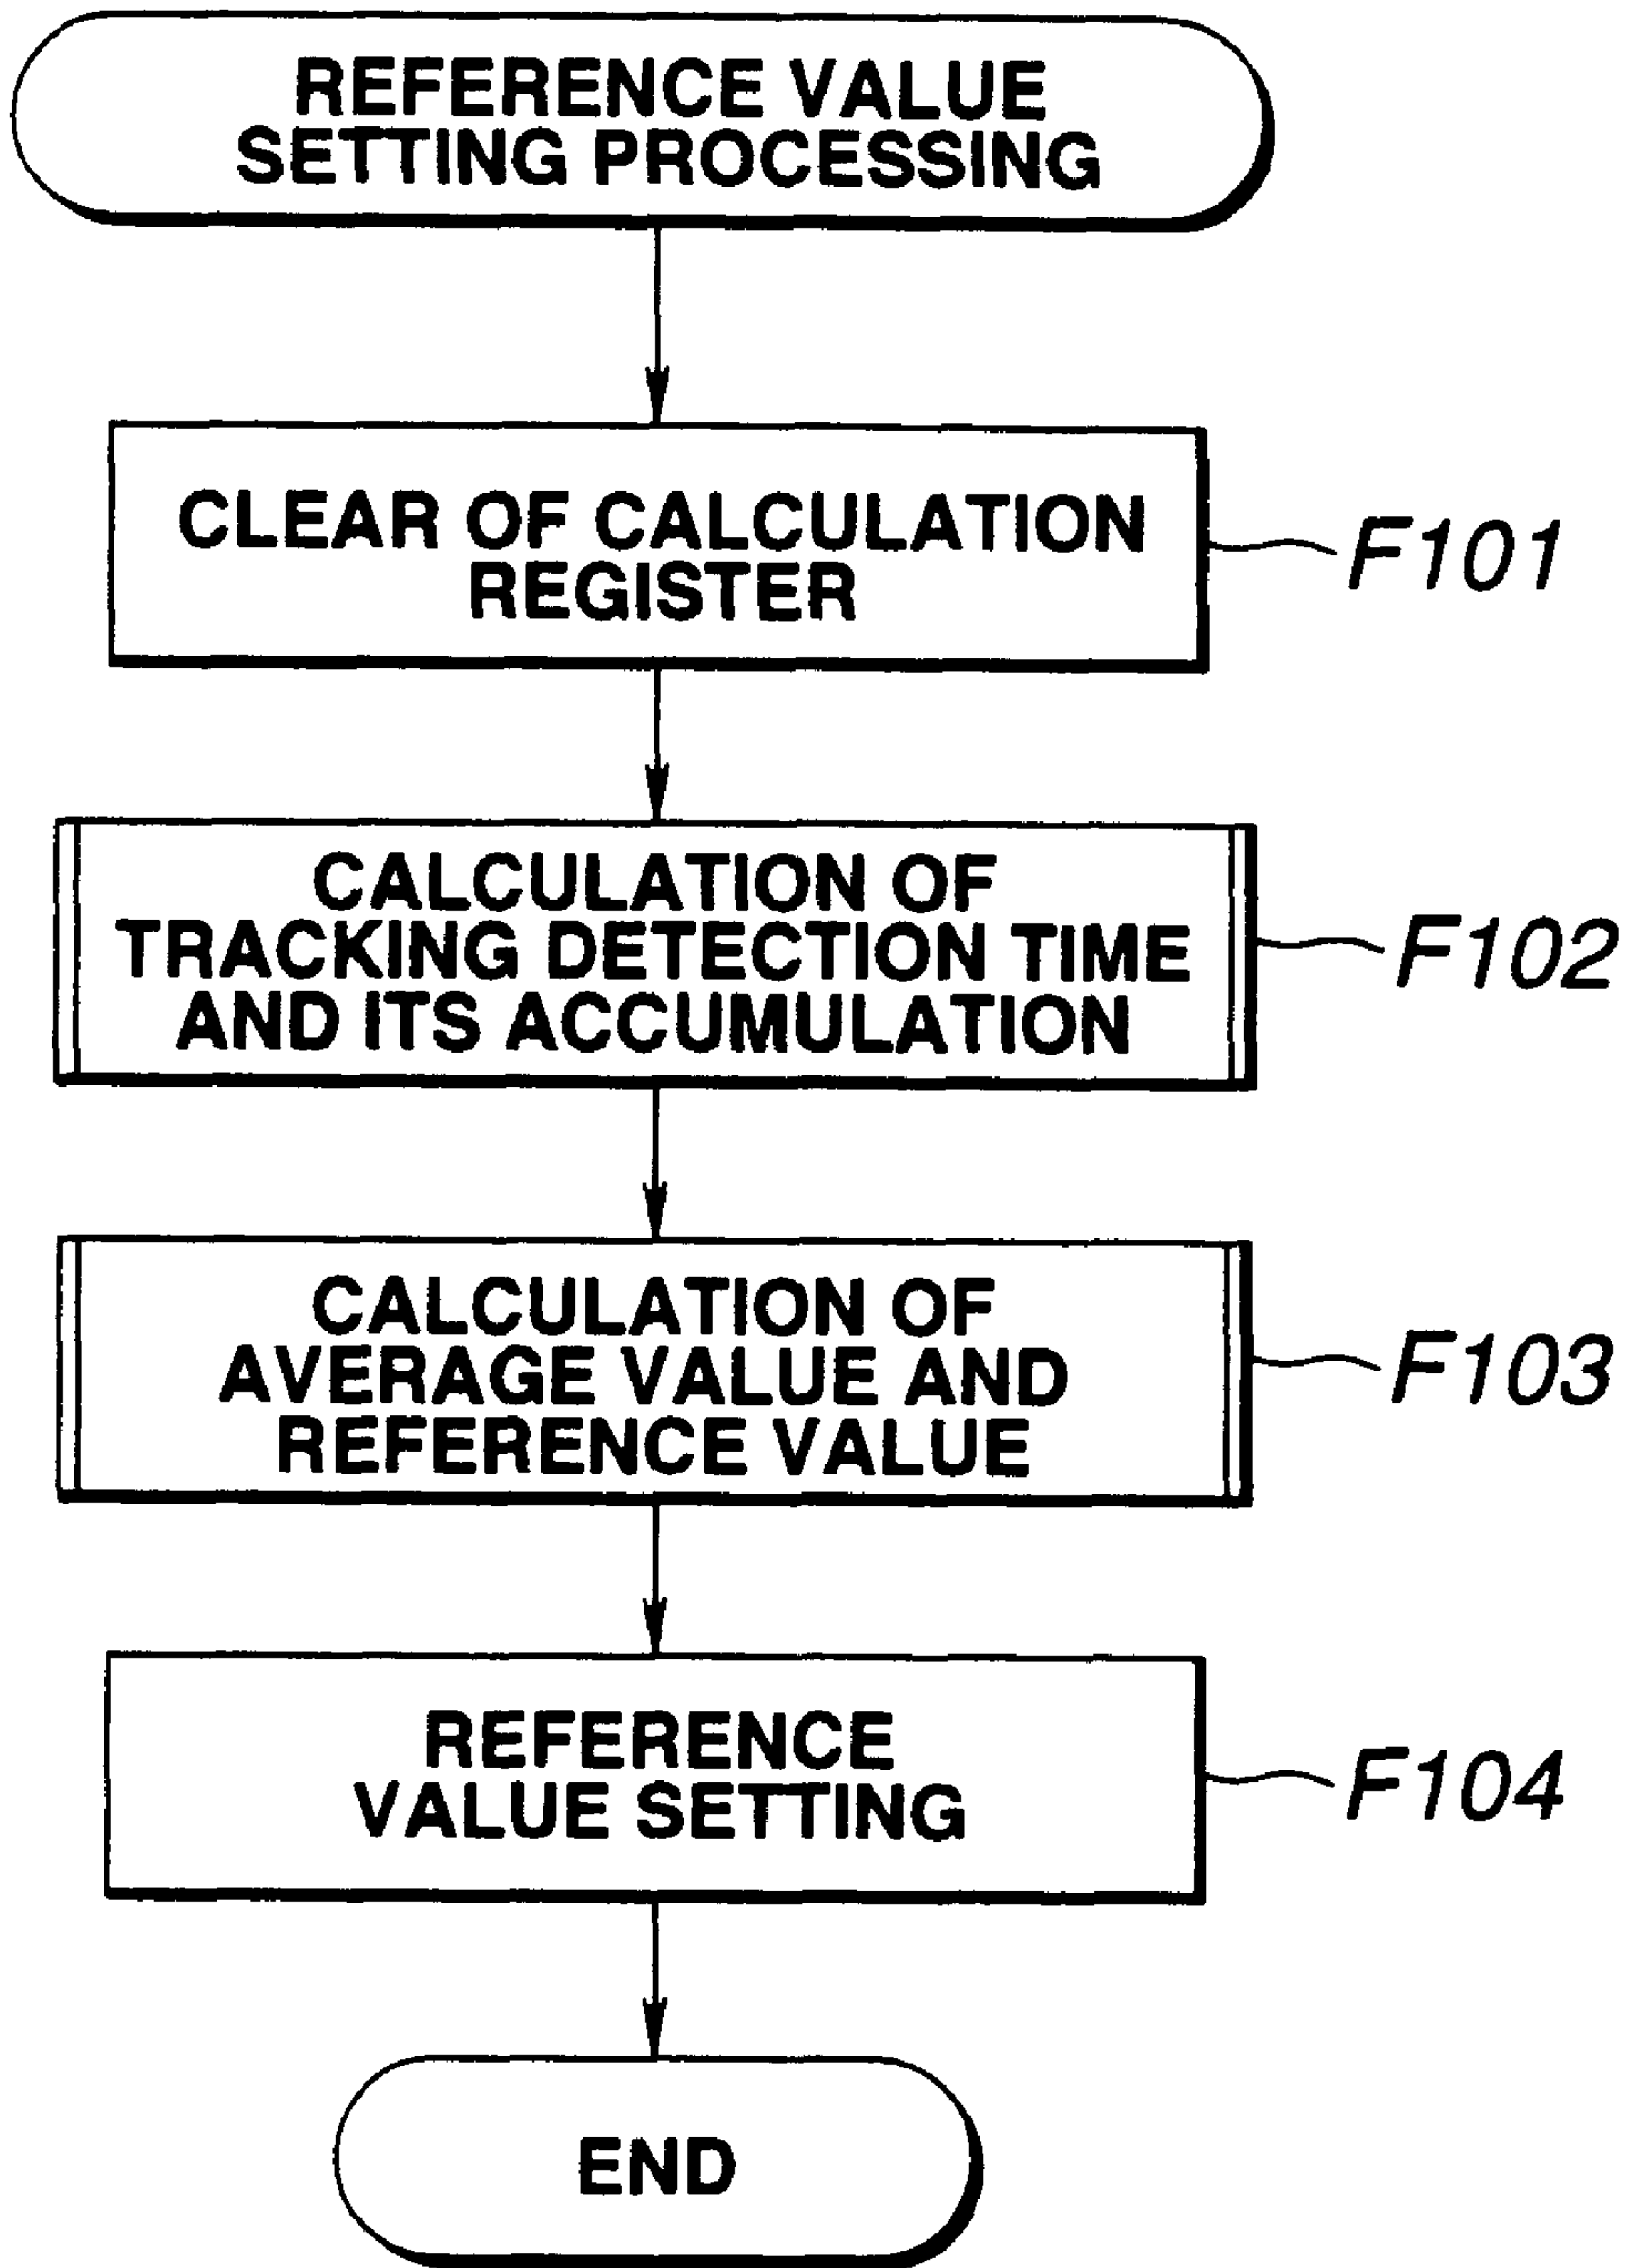 REFERENCE VALUE
SETTING PROCESSING
CLEAR OF CALCULATION
REGISTER
F101
CALCULATION OF
TRACKING DETECTION TIME
AND ITS ACCUMULATION
F102
CALCULATION OF
AVERAGE VALUE AND
REFERENCE VALUE
F103
REFERENCE
VALUE SETTING
F104
END